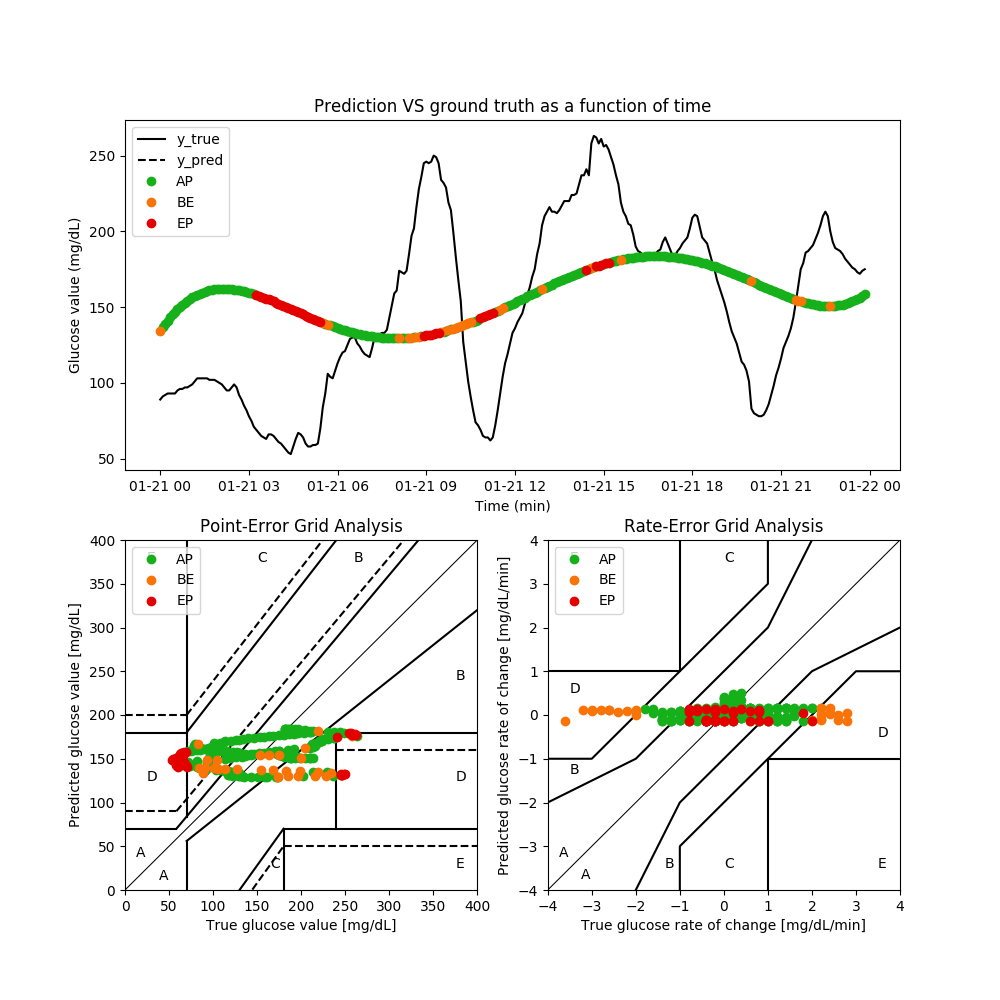 Prediction VS ground truth as a function of time
Glucose value (mg/dL)
250
200
150
100
50
y_true
y_pred
AP
BE
EP
01-21 00 01-21 03 01-21 06 01-21 09 01-21 12 01-21 15 01-21 18 01-21 21 01-22 00
Time (min)
Point-Error Grid Analysis
Predicted glucose value [mg/dL]
400
350
300
250
200
150
100
50
0
AP
BE
EP
C
B
B
D
D
A
A
C
E
0 50 100 150 200 250 300 350 400
True glucose value [mg/dL]
Rate-Error Grid Analysis
Predicted glucose rate of change [mg/dL/min]
4
3
2
1
0
−1
−2
−3
−4
AP
BE
EP
C
D
D
B
A
A
B
C
E
−4 −3 −2 −1 0 1 2 3 4
True glucose rate of change [mg/dL/min]